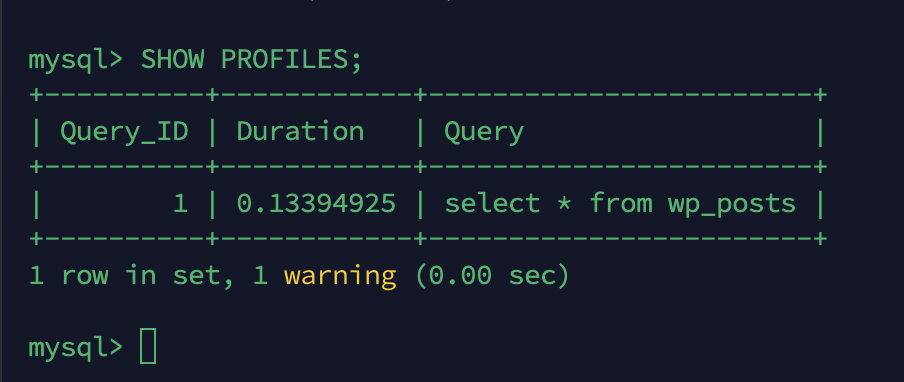 mysql> SHOW PROFILES;
+----------+------------+------------------------+
| Query_ID | Duration   | Query                  |
+----------+------------+------------------------+
|        1 | 0.13394925 | select * from wp_posts |
+----------+------------+------------------------+
1 row in set, 1 warning (0.00 sec)
mysql>